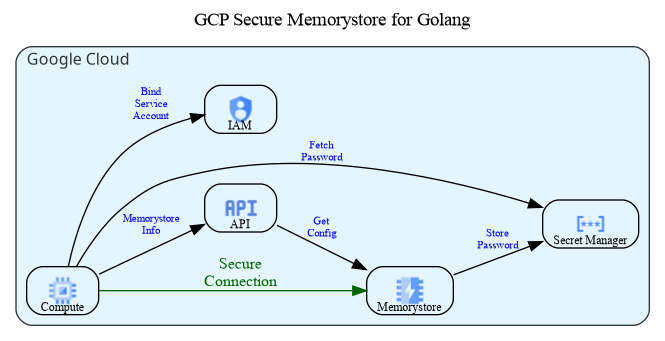 GCP Secure Memorystore for Golang
Google Cloud
Bind
Service
Account
IAM
Fetch
Password
Memorystore
Info
API
API
Get
Config
Store
Password
[***]
Secret Manager
Secure
Connection
Compute
Memorystore